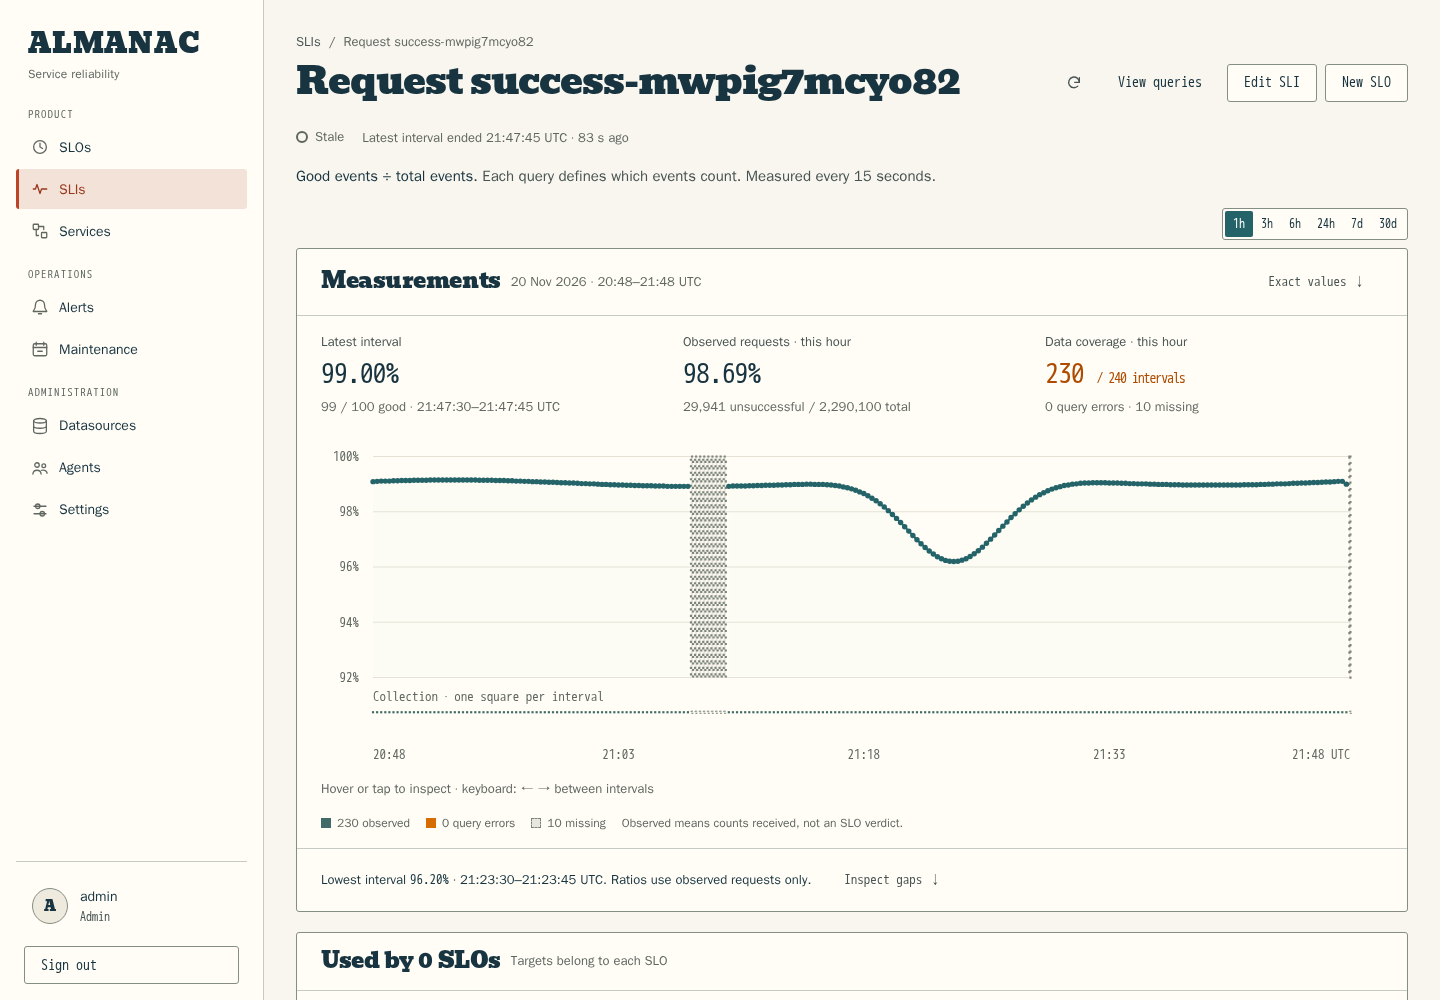 ALMANAC
Service reliability
PRODUCT
SLOs
SLIs
Services
OPERATIONS
Alerts
Maintenance
ADMINISTRATION
Datasources
Agents
Settings
A
admin
Admin
Sign out
SLIs / Request success-mwpig7mcyo82
Request success-mwpig7mcyo82
View queries
Edit SLI
New SLO
Stale Latest interval ended 21:47:45 UTC · 83 s ago
Good events ÷ total events. Each query defines which events count. Measured every 15 seconds.
1h 3h 6h 24h 7d 30d
Measurements 20 Nov 2026 · 20:48–21:48 UTC
Exact values ↓
Latest interval
99.00%
99 / 100 good · 21:47:30–21:47:45 UTC
Observed requests · this hour
98.69%
29,941 unsuccessful / 2,290,100 total
Data coverage · this hour
230 / 240 intervals
0 query errors · 10 missing
100%
98%
96%
94%
92%
Collection · one square per interval
20:48 21:03 21:18 21:33 21:48 UTC
Hover or tap to inspect · keyboard: ← → between intervals
230 observed 0 query errors 10 missing Observed means counts received, not an SLO verdict.
Lowest interval 96.20% · 21:23:30–21:23:45 UTC. Ratios use observed requests only. Inspect gaps ↓
Used by 0 SLOs Targets belong to each SLO